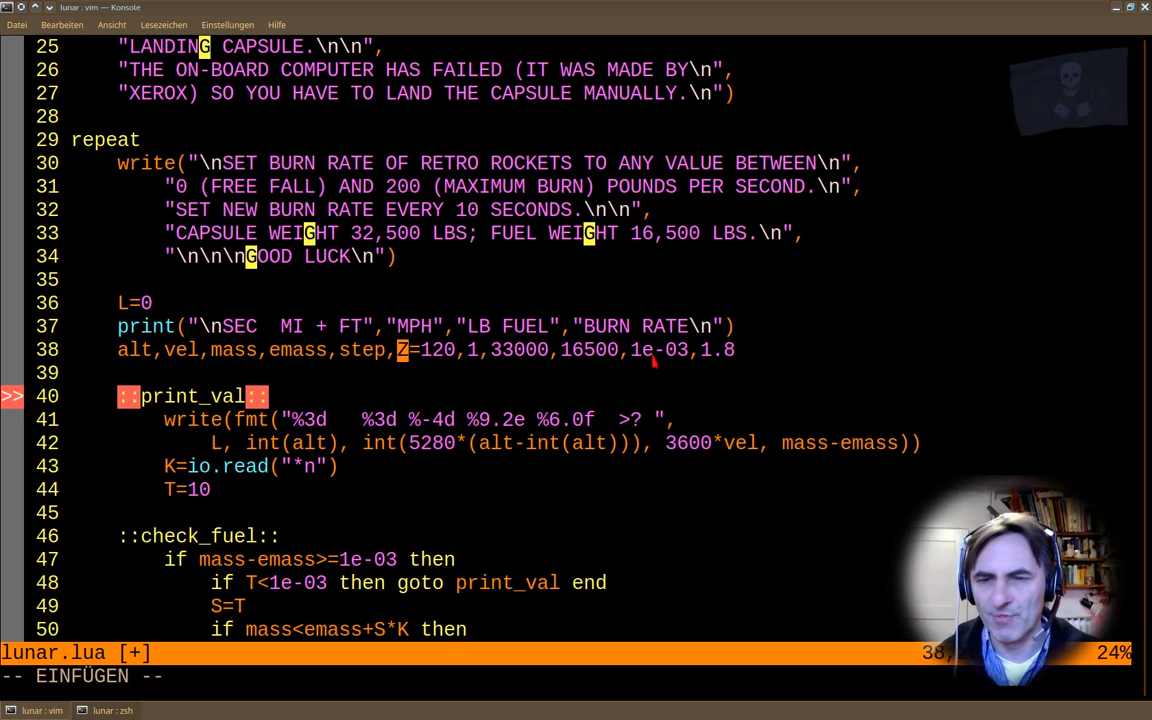 lunar : vim — Konsole
Datei Bearbeiten Ansicht Lesezeichen Einstellungen Hilfe
25 "LANDING CAPSULE.\n\n",
26 "THE ON-BOARD COMPUTER HAS FAILED (IT WAS MADE BY\n",
27 "XEROX) SO YOU HAVE TO LAND THE CAPSULE MANUALLY.\n")
28
29 repeat
30 write("\nSET BURN RATE OF RETRO ROCKETS TO ANY VALUE BETWEEN\n",
31 "0 (FREE FALL) AND 200 (MAXIMUM BURN) POUNDS PER SECOND.\n",
32 "SET NEW BURN RATE EVERY 10 SECONDS.\n\n",
33 "CAPSULE WEIGHT 32,500 LBS; FUEL WEIGHT 16,500 LBS.\n",
34 "\n\n\nGOOD LUCK\n")
35
36 L=0
37 print("\nSEC  MI + FT","MPH","LB FUEL","BURN RATE\n")
38 alt,vel,mass,emass,step,Z=120,1,33000,16500,1e-03,1.8
39
>> 40 ::print_val::
41 write(fmt("%3d   %3d %-4d %9.2e %6.0f  >? ",
42 L, int(alt), int(5280*(alt-int(alt))), 3600*vel, mass-emass))
43 K=io.read("*n")
44 T=10
45
46 ::check_fuel::
47 if mass-emass>=1e-03 then
48 if T<1e-03 then goto print_val end
49 S=T
50 if mass<emass+S*K then
lunar.lua [+] 38, 24%
-- EINFÜGEN --
lunar : vim lunar : zsh